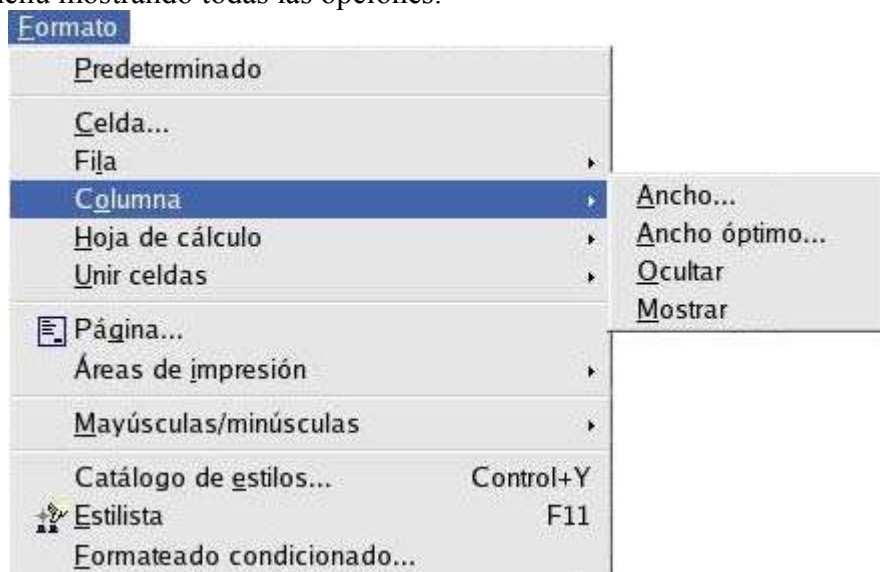 menú mostrando todas las opciones.
Formato
Predeterminado
Celda...
Fila
Columna
Hoja de cálculo
Unir celdas
Página...
Áreas de impresión
Mayúsculas/minúsculas
Catálogo de estilos... Control+Y
Estilista F11
Formateado condicionado...
Ancho...
Ancho óptimo...
Ocultar
Mostrar